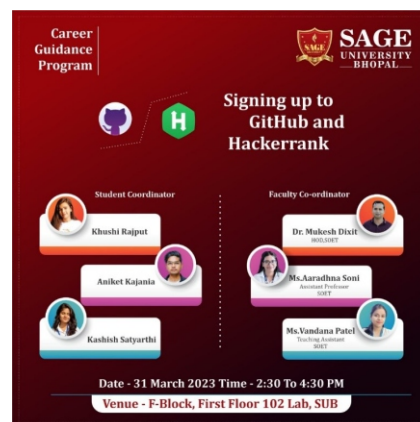 Career
Guidance
Program
SAGE
SAGE
UNIVERSITY
BHOPAL
Signing up to
GitHub and
Hackerrank
Student Coordinator
Khushi Rajput
Aniket Kajania
Kashish Satyarthi
Faculty Co-ordinator
Dr. Mukesh Dixit
HOD,SOET
Ms.Aaradhna Soni
Assistant Professor
SOET
Ms.Vandana Patel
Teaching Assistant
SOET
Date - 31 March 2023 Time - 2:30 To 4:30 PM
Venue - F-Block, First Floor 102 Lab, SUB